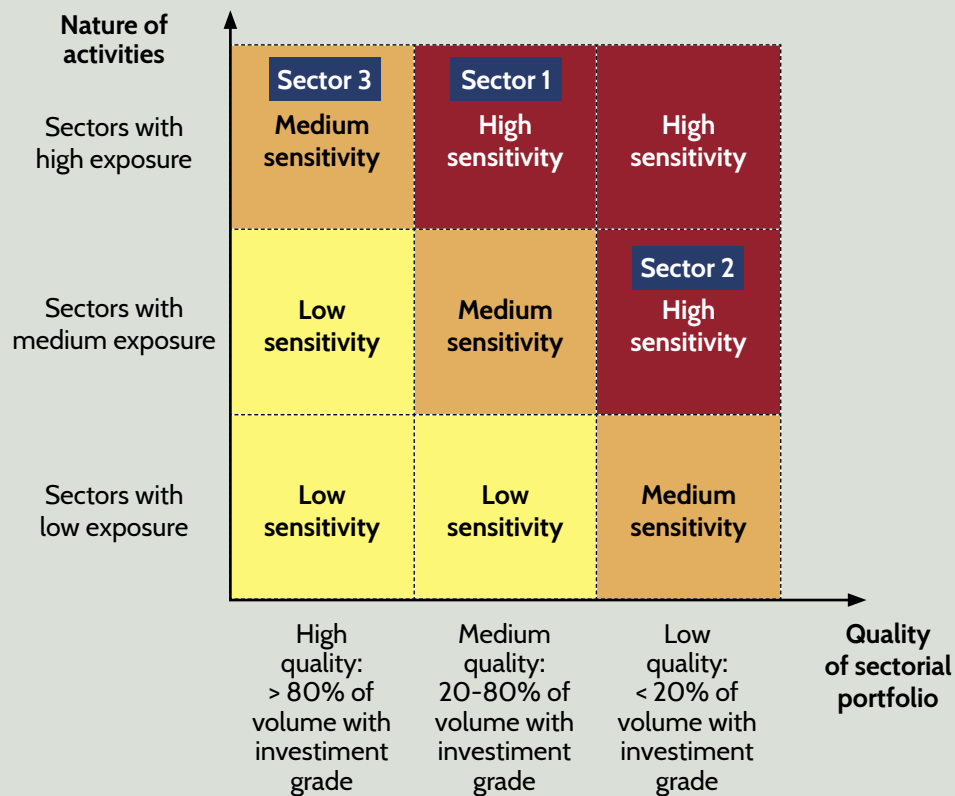 Nature of
activities
Sectors with
high exposure
Sector 3
Medium
sensitivity
Sector 1
High
sensitivity
High
sensitivity
Sectors with
medium exposure
Low
sensitivity
Medium
sensitivity
Sector 2
High
sensitivity
Sectors with
low exposure
Low
sensitivity
Low
sensitivity
Medium
sensitivity
High
quality:
> 80% of
volume with
investiment
grade
Medium
quality:
20-80% of
volume with
investiment
grade
Low
quality:
< 20% of
volume with
investiment
grade
Quality
of sectorial
portfolio